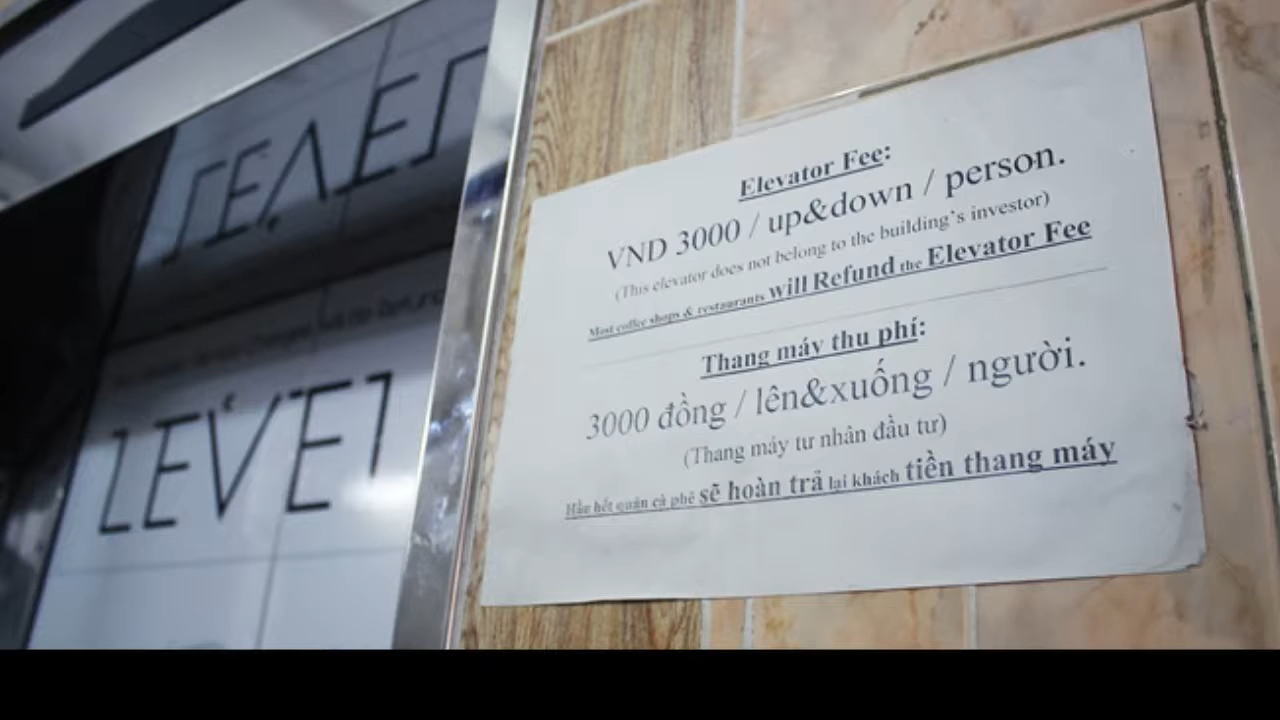 Elevator Fee:
VND 3000 / up&down / person.
(This elevator does not belong to the building's investor)
Most coffee shops & restaurants will Refund the Elevator Fee
Thang máy thu phí:
3000 đồng / lên&xuống / người.
(Thang máy tư nhân đầu tư)
Hầu hết quán cà phê sẽ hoàn trả lại khách tiền thang máy
LEVEL